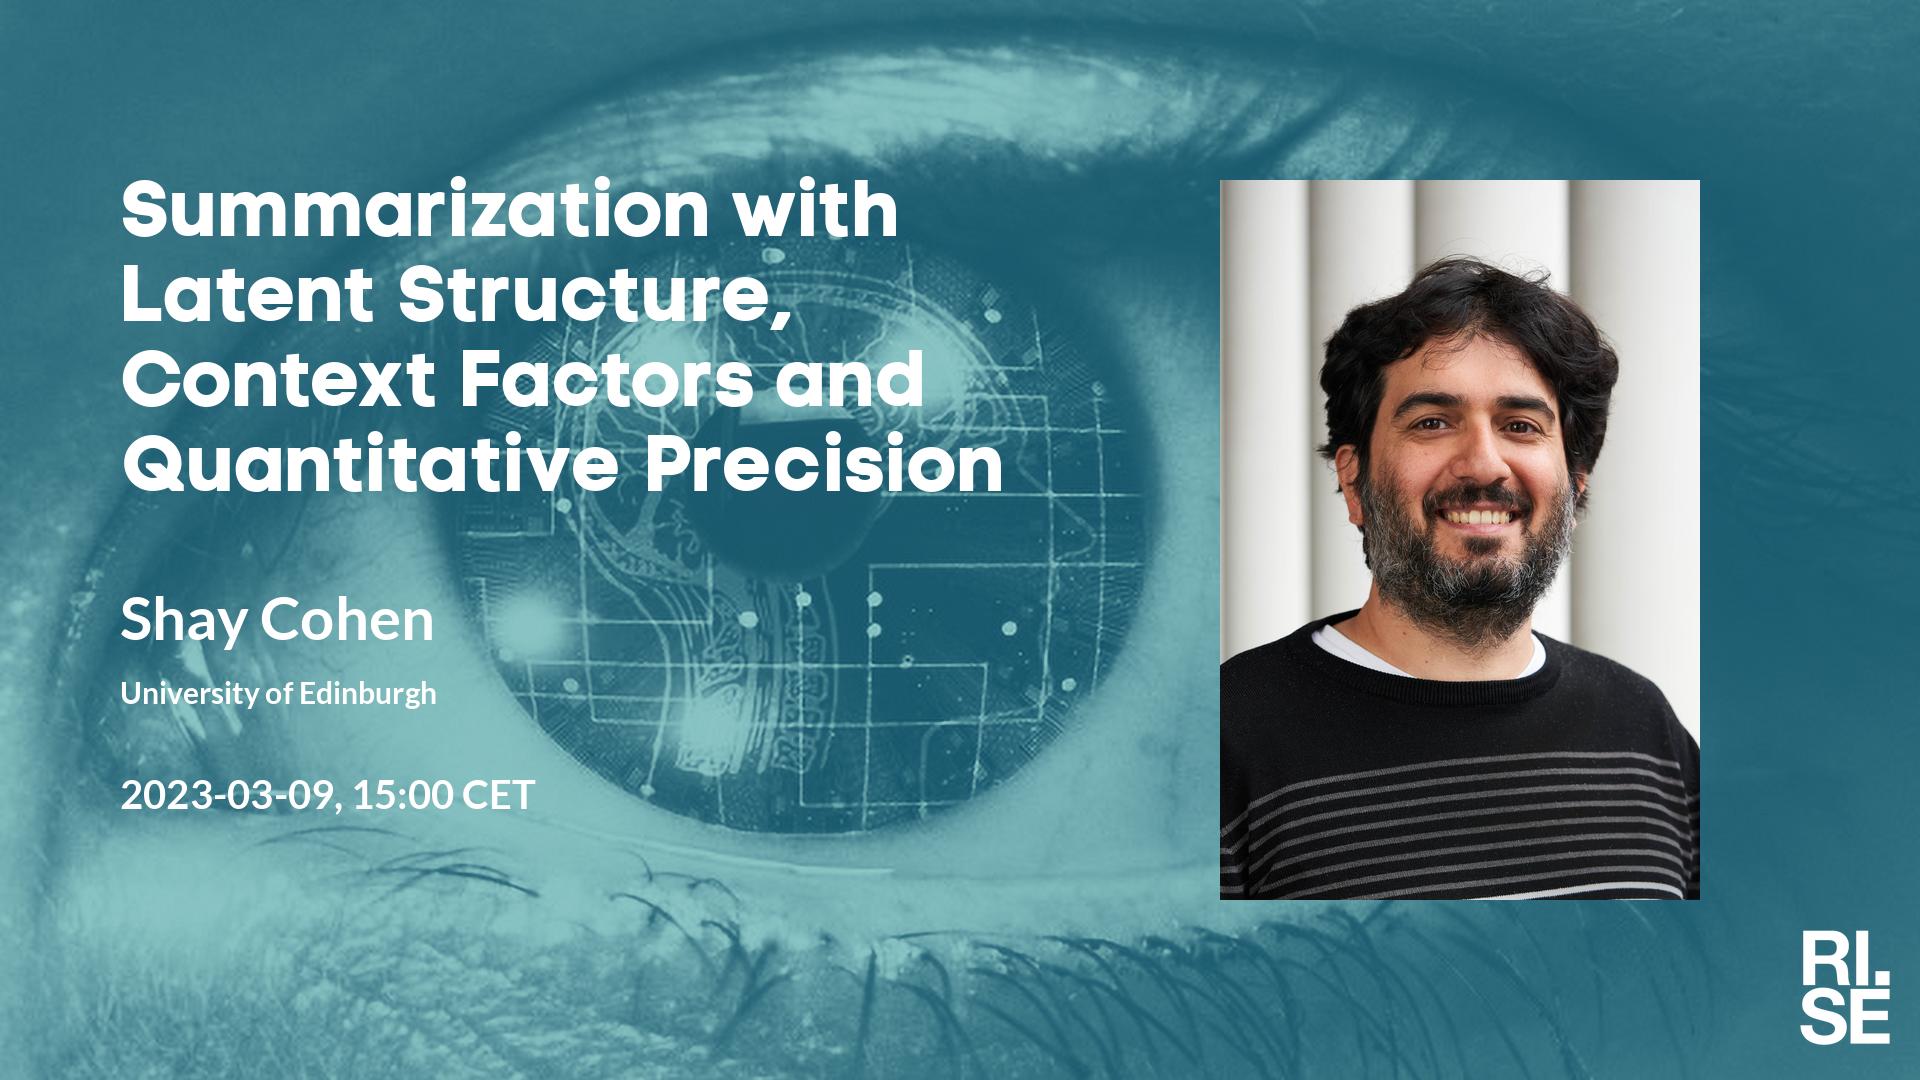 Summarization with
Latent Structure,
Context Factors and
Quantitative Precision
Shay Cohen
University of Edinburgh
2023-03-09, 15:00 CET
RI.
SE